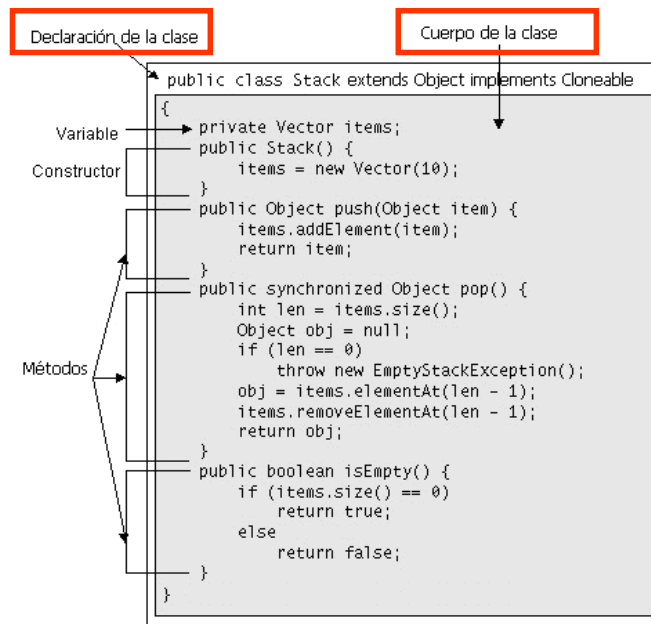 Declaración de la clase
Cuerpo de la clase
public class Stack extends Object implements Cloneable
{
Variable
private Vector items;
public Stack() {
Constructor
items = new Vector(10);
}
public Object push(Object item) {
items.addElement(item);
return item;
}
public synchronized Object pop() {
int len = items.size();
Object obj = null;
if (len == 0)
Métodos
throw new EmptyStackException();
obj = items.elementAt(len - 1);
items.removeElementAt(len - 1);
return obj;
}
public boolean isEmpty() {
if (items.size() == 0)
return true;
else
return false;
}
}